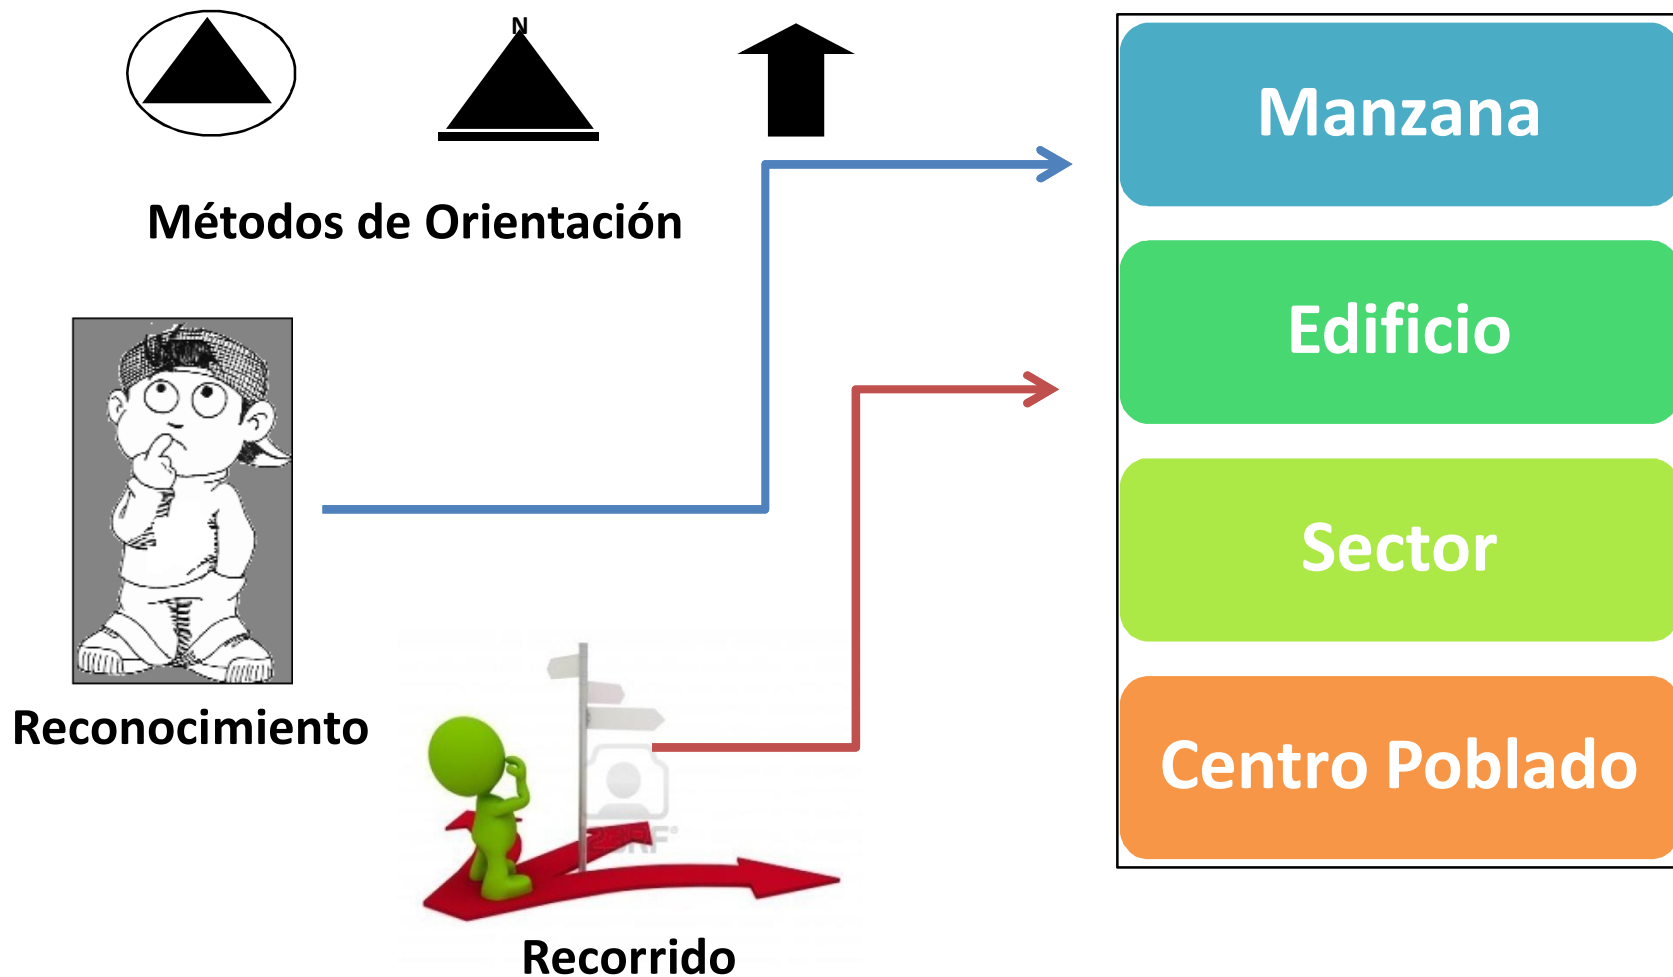 N
Métodos de Orientación
Manzana
Edificio
Sector
Centro Poblado
Reconocimiento
Recorrido